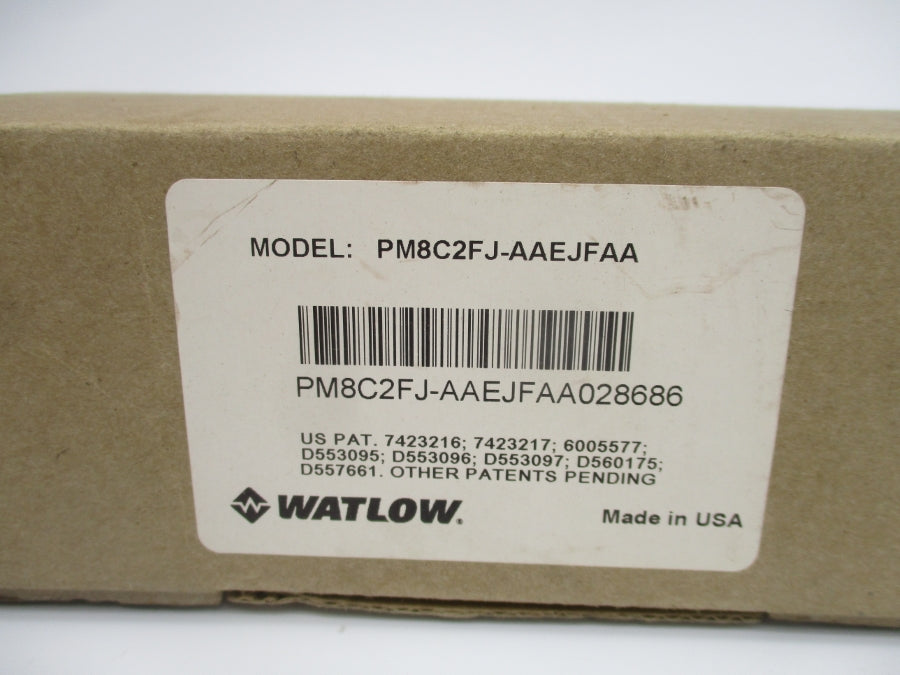 MODEL: PM8C2FJ-AAEJFAA
PM8C2FJ-AAEJFAA028686
US PAT. 7423216; 7423217; 6005577;
D553095; D553096; D553097; D560175;
D557661. OTHER PATENTS PENDING
WATLOW.
Made in USA